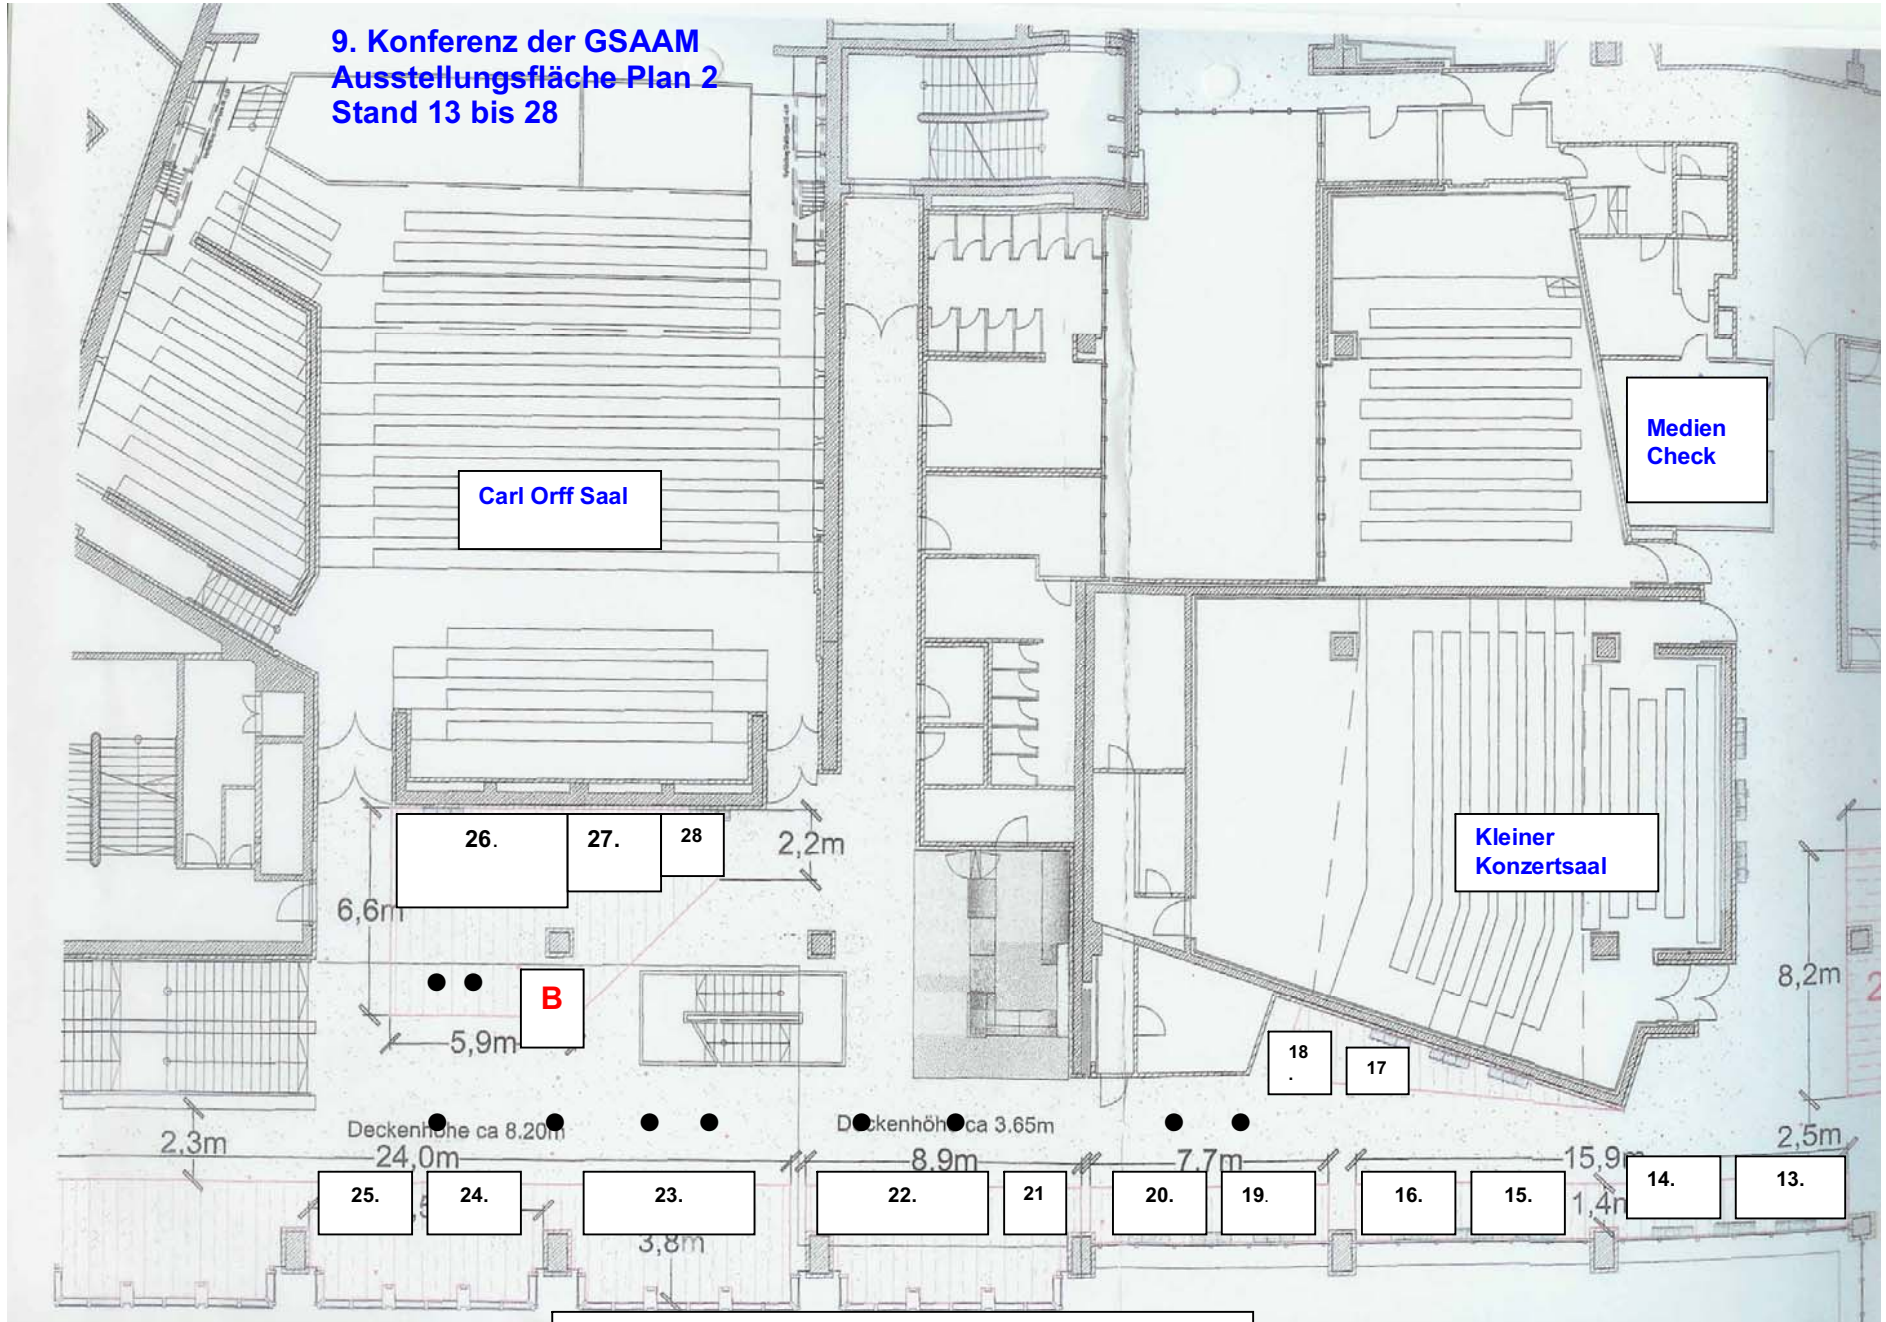 9. Konferenz der GSAAM
Ausstellungsfläche Plan 2
Stand 13 bis 28
Carl Orff Saal
Medien
Check
Kleiner
Konzertsaal
26.
27.
28
2,2m
6,6m
B
5,9m
8,2m
2
18
.
17
Deckenhöhe ca 8.20m
Deckenhöhe ca 3.65m
2,3m
24,0m
8,9m
7,7m
15,9m
2,5m
25.
24.
23.
22.
21
20.
19.
16.
15.
1,4m
14.
13.
3,8m